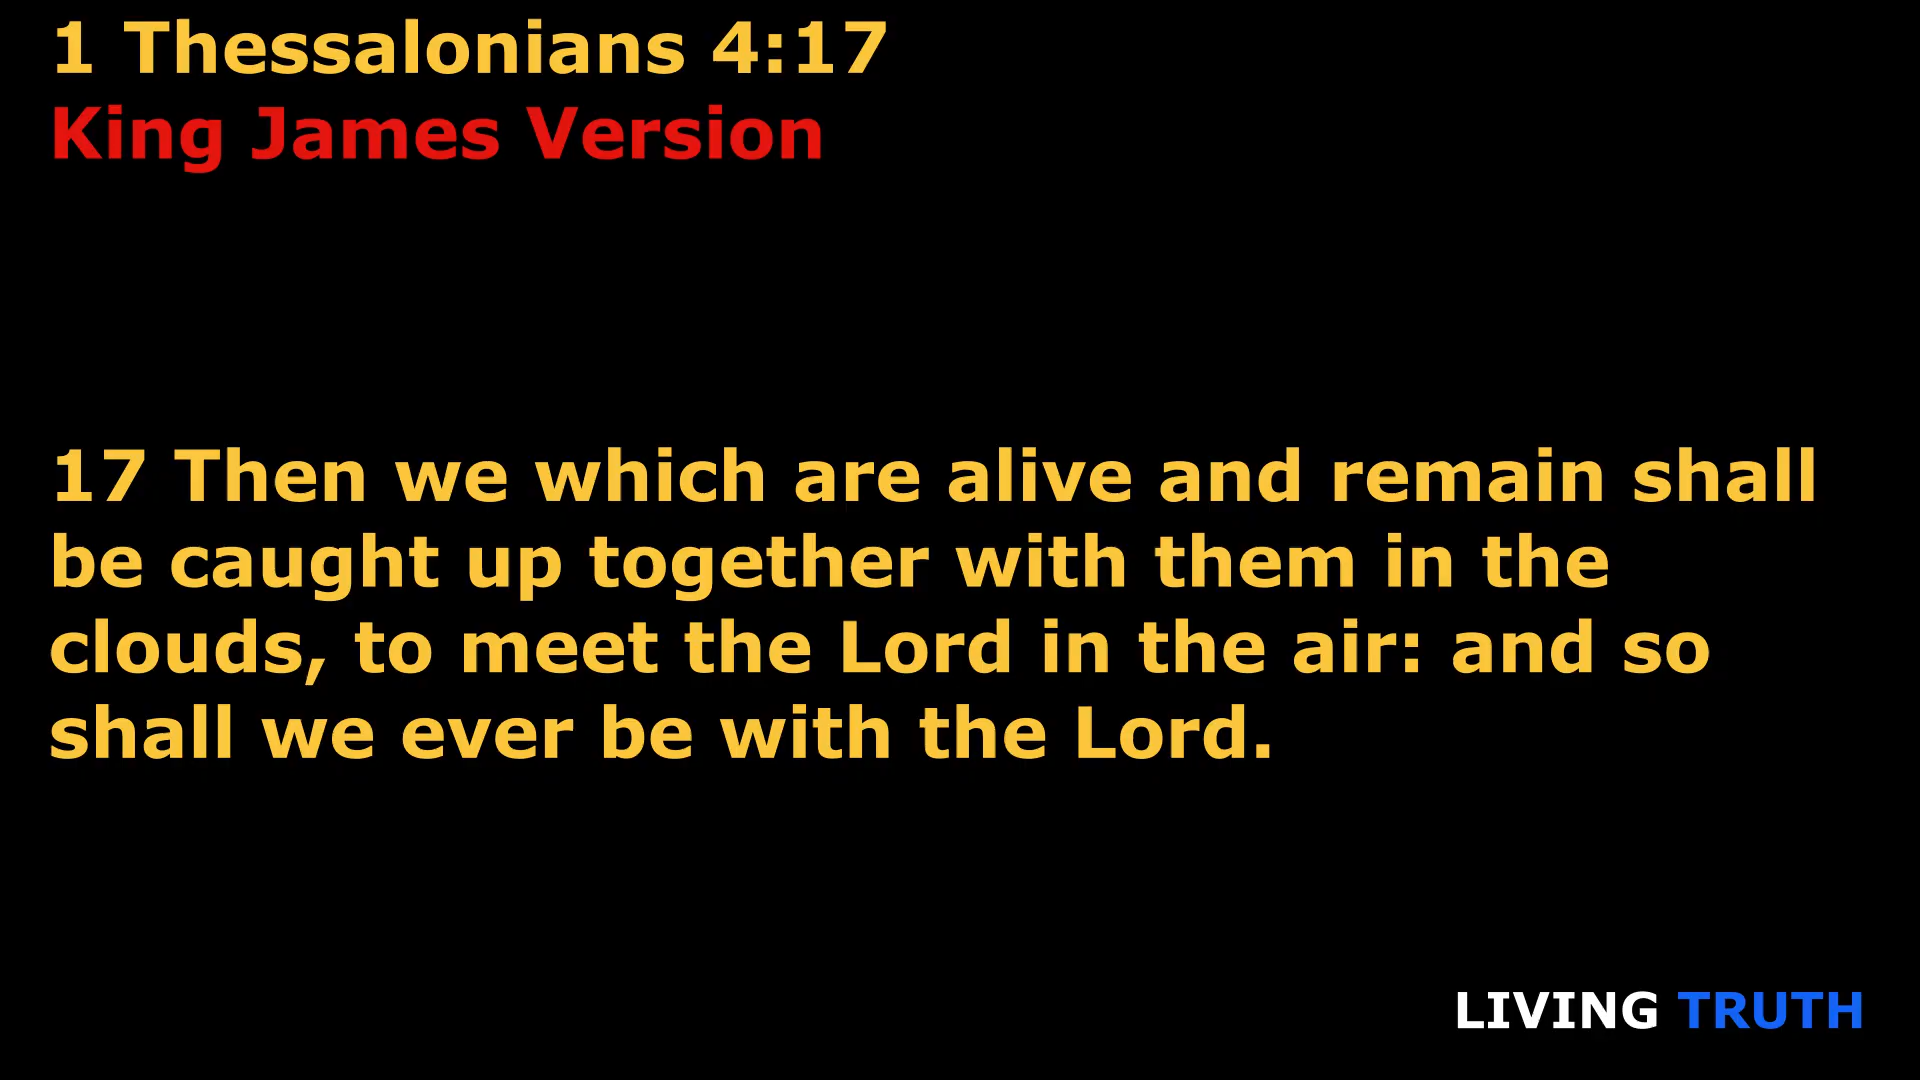 1 Thessalonians 4:17
King James Version
17 Then we which are alive and remain shall
be caught up together with them in the
clouds, to meet the Lord in the air: and so
shall we ever be with the Lord.
LIVING TRUTH